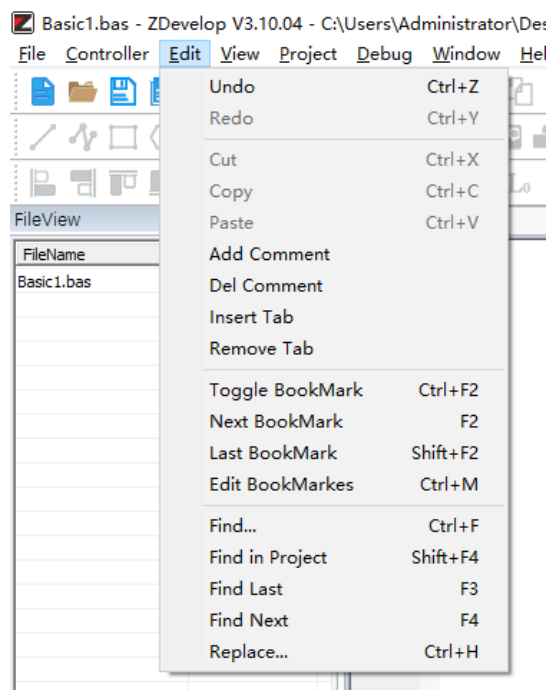 Basic1.bas - ZDevelop V3.10.04 - C:\Users\Administrator\Des
File Controller Edit View Project Debug Window Hel
Undo Ctrl+Z
Redo Ctrl+Y
Cut Ctrl+X
Copy Ctrl+C
Paste Ctrl+V
FileView
Add Comment
FileName
Del Comment
Basic1.bas
Insert Tab
Remove Tab
Toggle BookMark Ctrl+F2
Next BookMark F2
Last BookMark Shift+F2
Edit BookMarkes Ctrl+M
Find... Ctrl+F
Find in Project Shift+F4
Find Last F3
Find Next F4
Replace... Ctrl+H